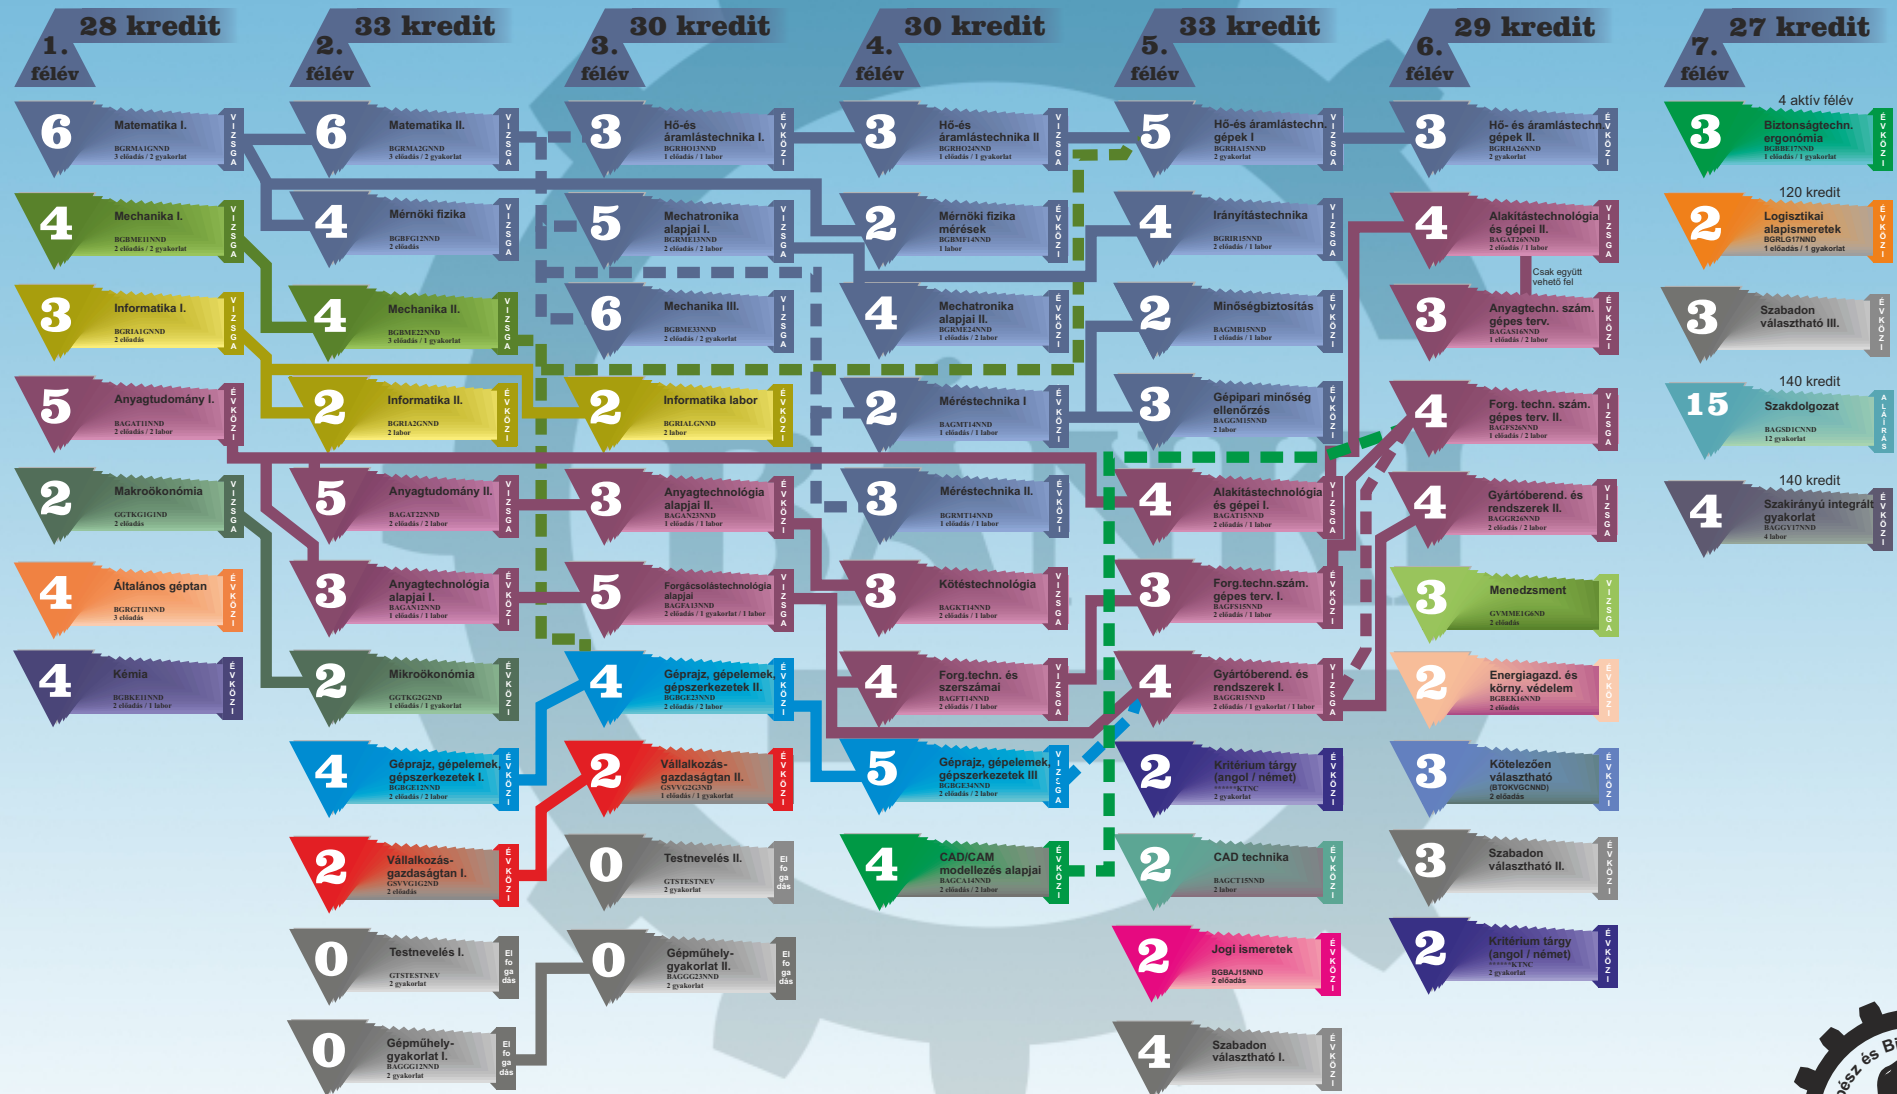 28 kredit
1.
félév
6
Matematika I.
BGRMA1GNND
3 előadás / 2 gyakorlat
VIZSGA
4
Mechanika I.
BGBME11NND
2 előadás / 2 gyakorlat
VIZSGA
3
Informatika I.
BGRIA1GNND
2 előadás
VIZSGA
5
Anyagtudomány I.
BAGAT11NND
2 előadás / 2 labor
ÉVKÖZI
2
Makroökonómia
GGTKG1G1ND
2 előadás
VIZSGA
4
Általános géptan
BGRGT11NND
3 előadás
ÉVKÖZI
4
Kémia
BGBKE11NND
2 előadás / 1 labor
ÉVKÖZI
33 kredit
2.
félév
6
Matematika II.
BGRMA2GNND
3 előadás / 2 gyakorlat
VIZSGA
4
Mérnöki fizika
BGBFG12NND
2 előadás
VIZSGA
4
Mechanika II.
BGBME22NND
3 előadás / 1 gyakorlat
VIZSGA
2
Informatika II.
BGRIA2GNND
2 labor
ÉVKÖZI
5
Anyagtudomány II.
BAGAT22NND
2 előadás / 2 labor
VIZSGA
3
Anyagtechnológia
alapjai I.
BAGAN12NND
1 előadás / 1 labor
ÉVKÖZI
2
Mikroökonómia
GGTKG2G2ND
1 előadás / 1 gyakorlat
ÉVKÖZI
4
Géprajz, gépelemek,
gépszerkezetek I.
BGBGE12NND
2 előadás / 2 labor
ÉVKÖZI
2
Vállalkozás-
gazdaságtan I.
GSVVG1G2ND
2 előadás
ÉVKÖZI
0
Testnevelés I.
GTSTESTNEV
2 gyakorlat
Elfogadás
0
Gépműhely-
gyakorlat I.
BAGGG12NND
2 gyakorlat
Elfogadás
30 kredit
3.
félév
3
Hő-és
áramlástechnika I.
BGRHO13NND
1 előadás / 1 labor
ÉVKÖZI
5
Mechatronika
alapjai I.
BGRME13NND
2 előadás / 2 labor
VIZSGA
6
Mechanika III.
BGBME33NND
2 előadás / 2 gyakorlat
VIZSGA
2
Informatika labor
BGRIALGNND
2 labor
ÉVKÖZI
3
Anyagtechnológia
alapjai II.
BAGAN23NND
1 előadás / 1 labor
ÉVKÖZI
5
Forgácsolástechnológia
alapjai
BAGFA13NND
2 előadás / 1 gyakorlat / 1 labor
VIZSGA
4
Géprajz, gépelemek,
gépszerkezetek II.
BGBGE23NND
2 előadás / 2 labor
ÉVKÖZI
2
Vállalkozás-
gazdaságtan II.
GSVVG2G3ND
1 előadás / 1 gyakorlat
ÉVKÖZI
0
Testnevelés II.
GTSTESTNEV
2 gyakorlat
Elfogadás
0
Gépműhely-
gyakorlat II.
BAGGG23NND
2 gyakorlat
Elfogadás
30 kredit
4.
félév
3
Hő-és
áramlástechnika II
BGRHO24NND
1 előadás / 1 gyakorlat
VIZSGA
2
Mérnöki fizika
mérések
BGBMF14NND
1 labor
ÉVKÖZI
4
Mechatronika
alapjai II.
BGRME24NND
1 előadás / 2 labor
ÉVKÖZI
2
Méréstechnika I
BAGMT14NND
1 előadás / 1 labor
VIZSGA
3
Méréstechnika II.
BGRMT14NND
1 előadás / 1 labor
ÉVKÖZI
3
Kötéstechnológia
BAGKT14NND
2 előadás / 1 labor
VIZSGA
4
Forg.techn. és
szerszámai
BAGFT14NND
2 előadás / 1 labor
VIZSGA
5
Géprajz, gépelemek,
gépszerkezetek III
BGBGE34NND
2 előadás / 2 labor
VIZSGA
4
CAD/CAM
modellezés alapjai
BAGCA14NND
2 előadás / 2 labor
ÉVKÖZI
33 kredit
5.
félév
5
Hő-és áramlástechn.
gépek I
BGRHA15NND
2 gyakorlat
VIZSGA
4
Irányítástechnika
BGRIR15NND
2 előadás / 1 labor
VIZSGA
2
Minőségbiztosítás
BAGMB15NND
1 előadás / 1 labor
ÉVKÖZI
3
Gépipari minőség
ellenőrzés
BAGGM15NND
2 labor
ÉVKÖZI
4
Alakítástechnológia
és gépei I.
BAGAT15NND
2 előadás / 1 labor
VIZSGA
3
Forg.techn.szám.
gépes terv. I.
BAGFS15NND
2 előadás / 1 labor
ÉVKÖZI
4
Gyártóberend. és
rendszerek I.
BAGGR15NND
2 előadás / 1 gyakorlat / 1 labor
VIZSGA
2
Kritérium tárgy
(angol / német)
******KTNC
2 gyakorlat
ÉVKÖZI
2
CAD technika
BAGCT15NND
2 labor
ÉVKÖZI
2
Jogi ismeretek
BGBAJ15NND
2 előadás
ÉVKÖZI
4
Szabadon
választható I.
ÉVKÖZI
29 kredit
6.
félév
3
Hő- és áramlástechn.
gépek II.
BGRHA26NND
2 gyakorlat
ÉVKÖZI
4
Alakítástechnológia
és gépei II.
BAGAT26NND
2 előadás / 1 labor
VIZSGA
Csak együtt
vehető fel
3
Anyagtechn. szám.
gépes terv.
BAGAS16NND
1 előadás / 2 labor
ÉVKÖZI
4
Forg. techn. szám.
gépes terv. II.
BAGFS26NND
1 előadás / 2 labor
VIZSGA
4
Gyártóberend. és
rendszerek II.
BAGGR26NND
2 előadás / 2 labor
VIZSGA
3
Menedzsment
GVMME1G6ND
2 előadás
VIZSGA
2
Energiagazd. és
körny. védelem
BGBEK16NND
2 előadás
ÉVKÖZI
3
Kötelezően
választható
(BTOKVGCNND)
2 előadás
ÉVKÖZI
3
Szabadon
választható II.
ÉVKÖZI
2
Kritérium tárgy
(angol / német)
******KTNC
2 gyakorlat
ÉVKÖZI
27 kredit
7.
félév
4 aktív félév
3
Biztonságtechn.
ergonómia
BGBBE17NND
1 előadás / 1 gyakorlat
ÉVKÖZI
120 kredit
2
Logisztikai
alapismeretek
BGRLG17NND
1 előadás / 1 gyakorlat
ÉVKÖZI
3
Szabadon
választható III.
ÉVKÖZI
140 kredit
15
Szakdolgozat
BAGSD1CNND
12 gyakorlat
ALÁÍRÁS
140 kredit
4
Szakirányú integrált
gyakorlat
BAGGY17NND
4 labor
ÉVKÖZI
BÁNKI
ész és Bi